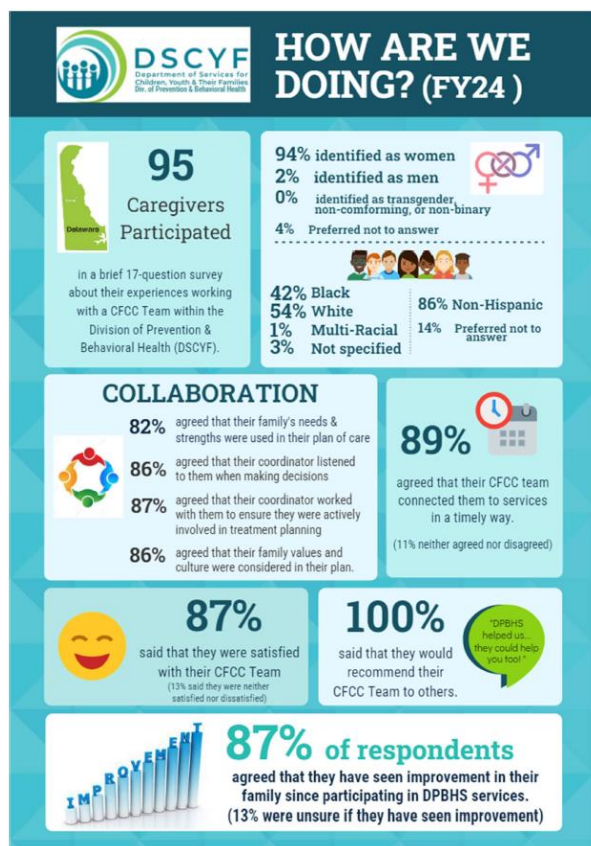 DSCYF
Department of Services for
Children, Youth & Their Families
Div. of Prevention & Behavioral Health
HOW ARE WE
DOING? (FY24 )
Delaware
95
Caregivers
Participated
in a brief 17-question survey
about their experiences working
with a CFCC Team within the
Division of Prevention &
Behavioral Health (DSCYF).
94% identified as women
2% identified as men
0% identified as transgender,
non-comforming, or non-binary
4% Preferred not to answer
42% Black
54% White
1% Multi-Racial
3% Not specified
86% Non-Hispanic
14% Preferred not to
answer
COLLABORATION
82% agreed that their family's needs &
strengths were used in their plan of care
86% agreed that their coordinator listened
to them when making decisions
87% agreed that their coordinator worked
with them to ensure they were actively
involved in treatment planning
86% agreed that their family values and
culture were considered in their plan.
89%
agreed that their CFCC team
connected them to services
in a timely way.
(11% neither agreed nor disagreed)
87%
said that they were satisfied
with their CFCC Team
(13% said they were neither
satisfied nor dissatisfied)
100%
said that they would
recommend their
CFCC Team to others.
"DPBHS
helped us...
they could help
you too! "
IMPROVEMENT
87% of respondents
agreed that they have seen improvement in their
family since participating in DPBHS services.
(13% were unsure if they have seen improvement)